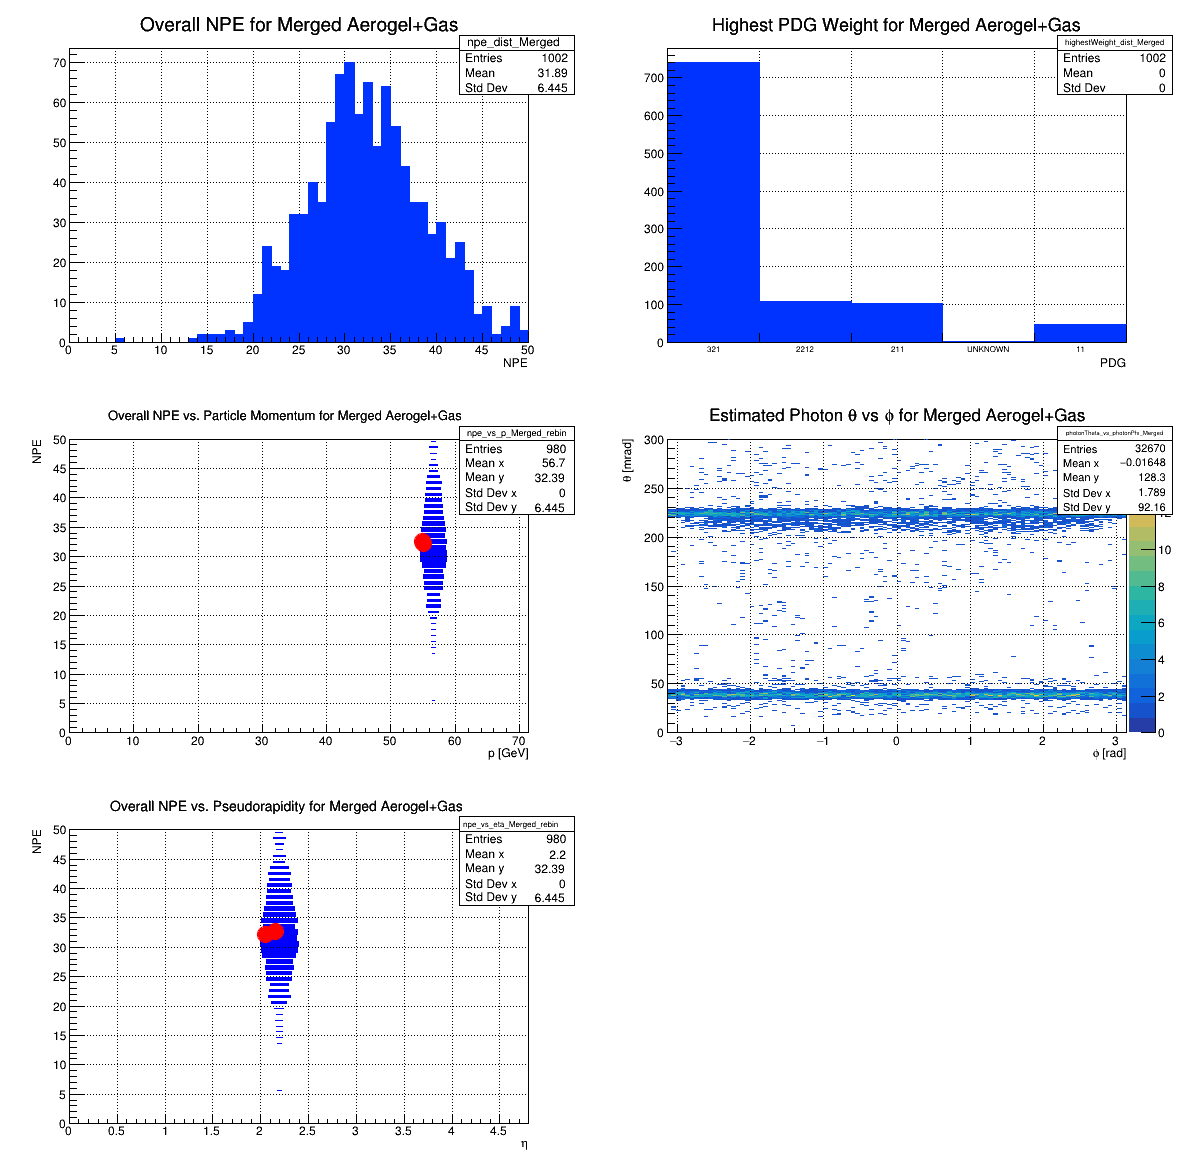 Overall NPE for Merged Aerogel+Gas
npe_dist_Merged
Entries 1002
Mean 31.89
Std Dev 6.445
70
60
50
40
30
20
10
0
0 5 10 15 20 25 30 35 40 45 50
NPE
Highest PDG Weight for Merged Aerogel+Gas
highestWeight_dist_Merged
Entries 1002
Mean 0
Std Dev 0
700
600
500
400
300
200
100
0
321 2212 211 UNKNOWN 11
PDG
Overall NPE vs. Particle Momentum for Merged Aerogel+Gas
NPE
npe_vs_p_Merged_rebin
Entries 980
Mean x 56.7
Mean y 32.39
Std Dev x 0
Std Dev y 6.445
50
45
40
35
30
25
20
15
10
5
0
0 10 20 30 40 50 60 70
p [GeV]
Estimated Photon θ vs ϕ for Merged Aerogel+Gas
θ [mrad]
photonTheta_vs_photonPhi_Merged
Entries 32670
Mean x −0.01648
Mean y 128.3
Std Dev x 1.789
Std Dev y 92.16
300
250
200
150
100
50
0
10
8
6
4
2
0
−3 −2 −1 0 1 2 3
ϕ [rad]
Overall NPE vs. Pseudorapidity for Merged Aerogel+Gas
NPE
npe_vs_eta_Merged_rebin
Entries 980
Mean x 2.2
Mean y 32.39
Std Dev x 0
Std Dev y 6.445
50
45
40
35
30
25
20
15
10
5
0
0 0.5 1 1.5 2 2.5 3 3.5 4 4.5
η